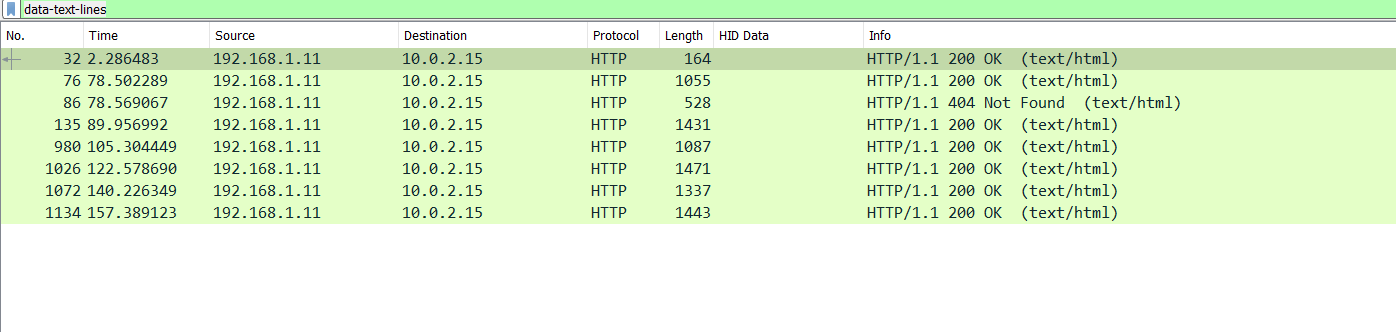 data-text-lines
No. Time Source Destination Protocol Length HID Data Info
32 2.286483 192.168.1.11 10.0.2.15 HTTP 164 HTTP/1.1 200 OK (text/html)
76 78.502289 192.168.1.11 10.0.2.15 HTTP 1055 HTTP/1.1 200 OK (text/html)
86 78.569067 192.168.1.11 10.0.2.15 HTTP 528 HTTP/1.1 404 Not Found (text/html)
135 89.956992 192.168.1.11 10.0.2.15 HTTP 1431 HTTP/1.1 200 OK (text/html)
980 105.304449 192.168.1.11 10.0.2.15 HTTP 1087 HTTP/1.1 200 OK (text/html)
1026 122.578690 192.168.1.11 10.0.2.15 HTTP 1471 HTTP/1.1 200 OK (text/html)
1072 140.226349 192.168.1.11 10.0.2.15 HTTP 1337 HTTP/1.1 200 OK (text/html)
1134 157.389123 192.168.1.11 10.0.2.15 HTTP 1443 HTTP/1.1 200 OK (text/html)